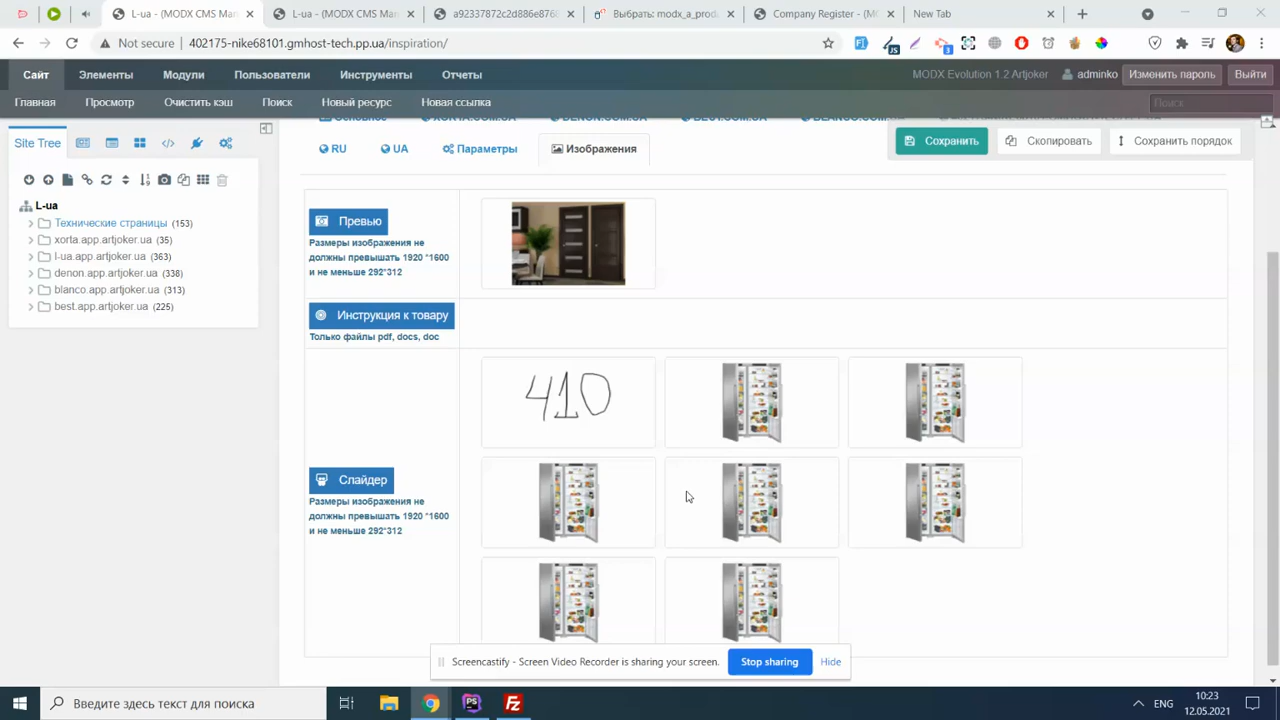 L-ua - (MODX CMS Mar
L-ua - (MODX CMS Man
a92337872c2d886e8768
Выбрать: modx_a_prod
Company Register - (MO
New Tab
Not secure
402175-nike68101.gmhost-tech.pp.ua/inspiration/
Сайт
Элементы
Модули
Пользователи
Инструменты
Отчеты
MODX Evolution 1.2 Artjoker
adminko
Изменить пароль
Выйти
Главная
Просмотр
Очистить кэш
Поиск
Новый ресурс
Новая ссылка
Поиск
Site Tree
RU
UA
Параметры
Изображения
Сохранить
Скопировать
Сохранить порядок
L-ua
Технические страницы (153)
xorta.app.artjoker.ua (35)
l-ua.app.artjoker.ua (363)
denon.app.artjoker.ua (338)
blanco.app.artjoker.ua (313)
best.app.artjoker.ua (225)
Превью
Размеры изображения не
должны превышать 1920 *1600
и не меньше 292*312
Инструкция к товару
Только файлы pdf, docs, doc
410
Слайдер
Размеры изображения не
должны превышать 1920 *1600
и не меньше 292*312
Screencastify - Screen Video Recorder is sharing your screen.
Stop sharing
Hide
Введите здесь текст для поиска
PS
Fz
ENG
10:23
12.05.2021